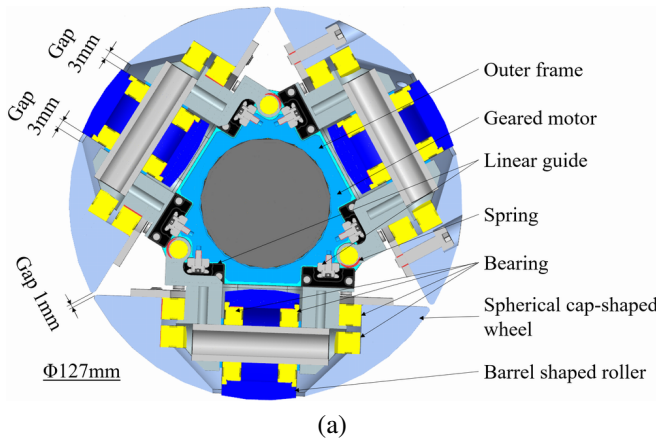 Gap
3mm
Gap
3mm
Outer frame
Geared motor
Linear guide
Spring
Bearing
Gap 1mm
Spherical cap-shaped
wheel
Φ127mm
Barrel shaped roller
(a)